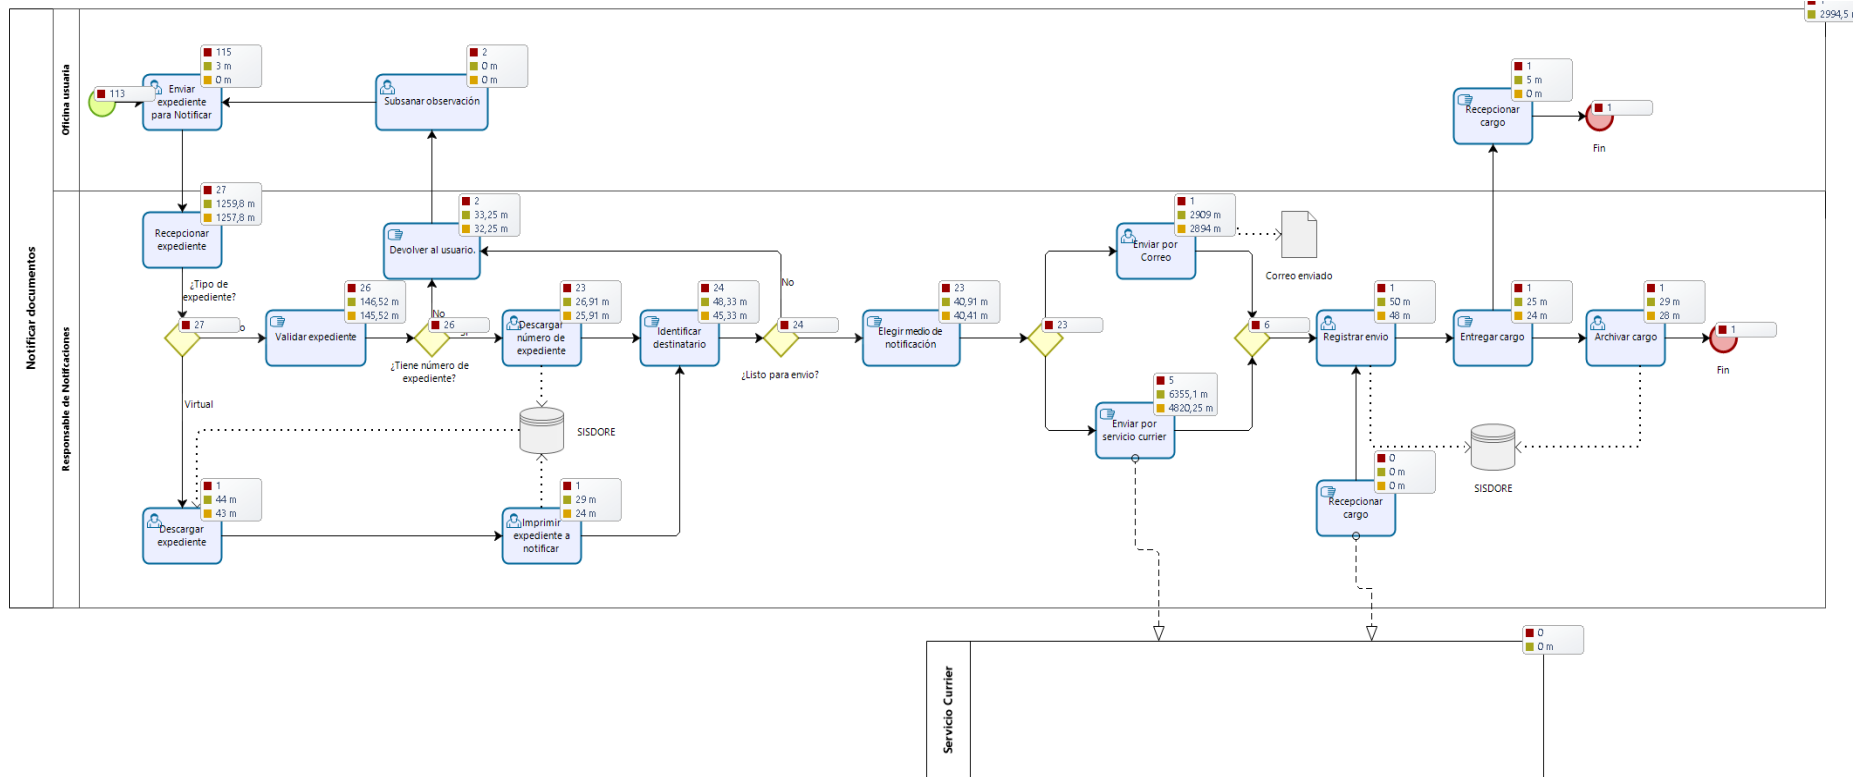 2994,5
Notificar documentos
Oficina usuaria
113
115
3 m
0 m
Enviar
expediente
para Notificar
2
0 m
0 m
Subsanar observación
1
5 m
0 m
Recepcionar
cargo
1
Fin
Responsable de Notifcaciones
27
1259,8 m
1257,8 m
Recepcionar
expediente
¿Tipo de
expediente?
27
o
Virtual
26
146,52 m
145,52 m
Validar expediente
2
33,25 m
32,25 m
Devolver al usuario.
No
26
¿Tiene número de
expediente?
23
26,91 m
25,91 m
Descargar
número de
expediente
24
48,33 m
45,33 m
Identificar
destinatario
No
24
¿Listo para envio?
23
40,91 m
40,41 m
Elegir medio de
notificación
23
1
2909 m
2894 m
Enviar por
Correo
Correo enviado
5
6355,1 m
4820,25 m
Enviar por
servicio currier
6
1
50 m
48 m
Registrar envio
1
25 m
24 m
Entregar cargo
1
29 m
28 m
Archivar cargo
1
Fin
SISDORE
SISDORE
0
0 m
0 m
Recepcionar
cargo
1
44 m
43 m
Descargar
expediente
1
29 m
24 m
Imprimir
expediente a
notificar
0
0 m
Servicio Currier